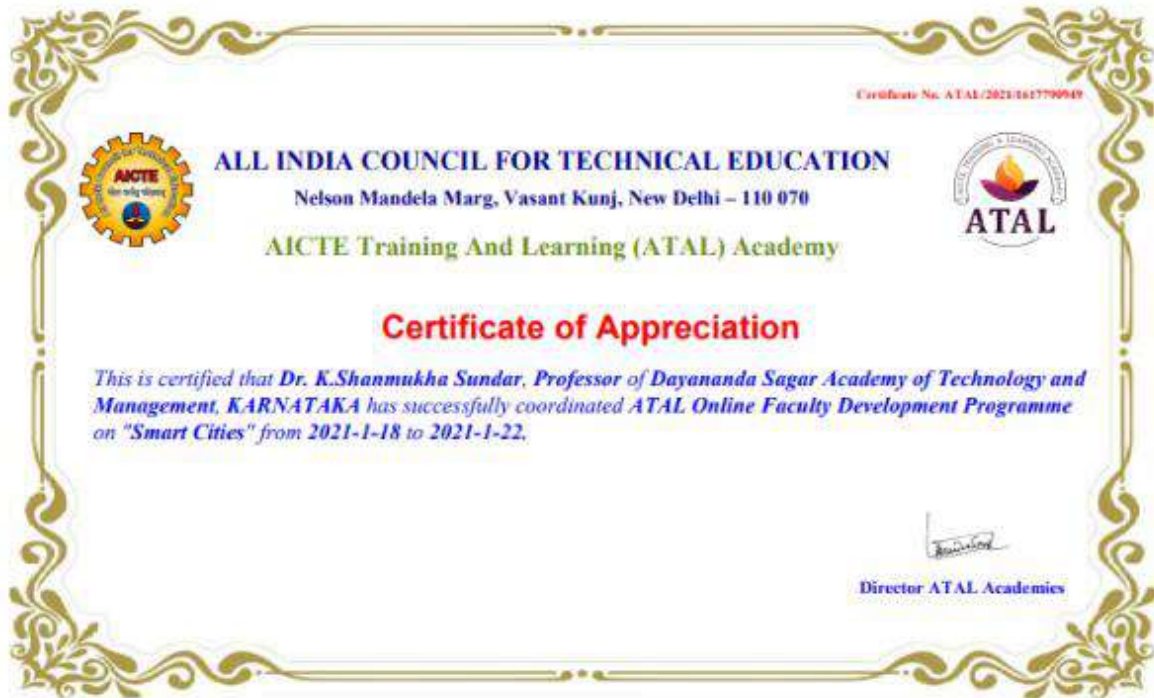 Certificate No. ATAL/2021/1617790949
ALL INDIA COUNCIL FOR TECHNICAL EDUCATION
Nelson Mandela Marg, Vasant Kunj, New Delhi – 110 070
AICTE Training And Learning (ATAL) Academy
AICTE
ATAL
Certificate of Appreciation
This is certified that Dr. K.Shanmukha Sundar, Professor of Dayananda Sagar Academy of Technology and
Management, KARNATAKA has successfully coordinated ATAL Online Faculty Development Programme
on "Smart Cities" from 2021-1-18 to 2021-1-22.
Director ATAL Academies